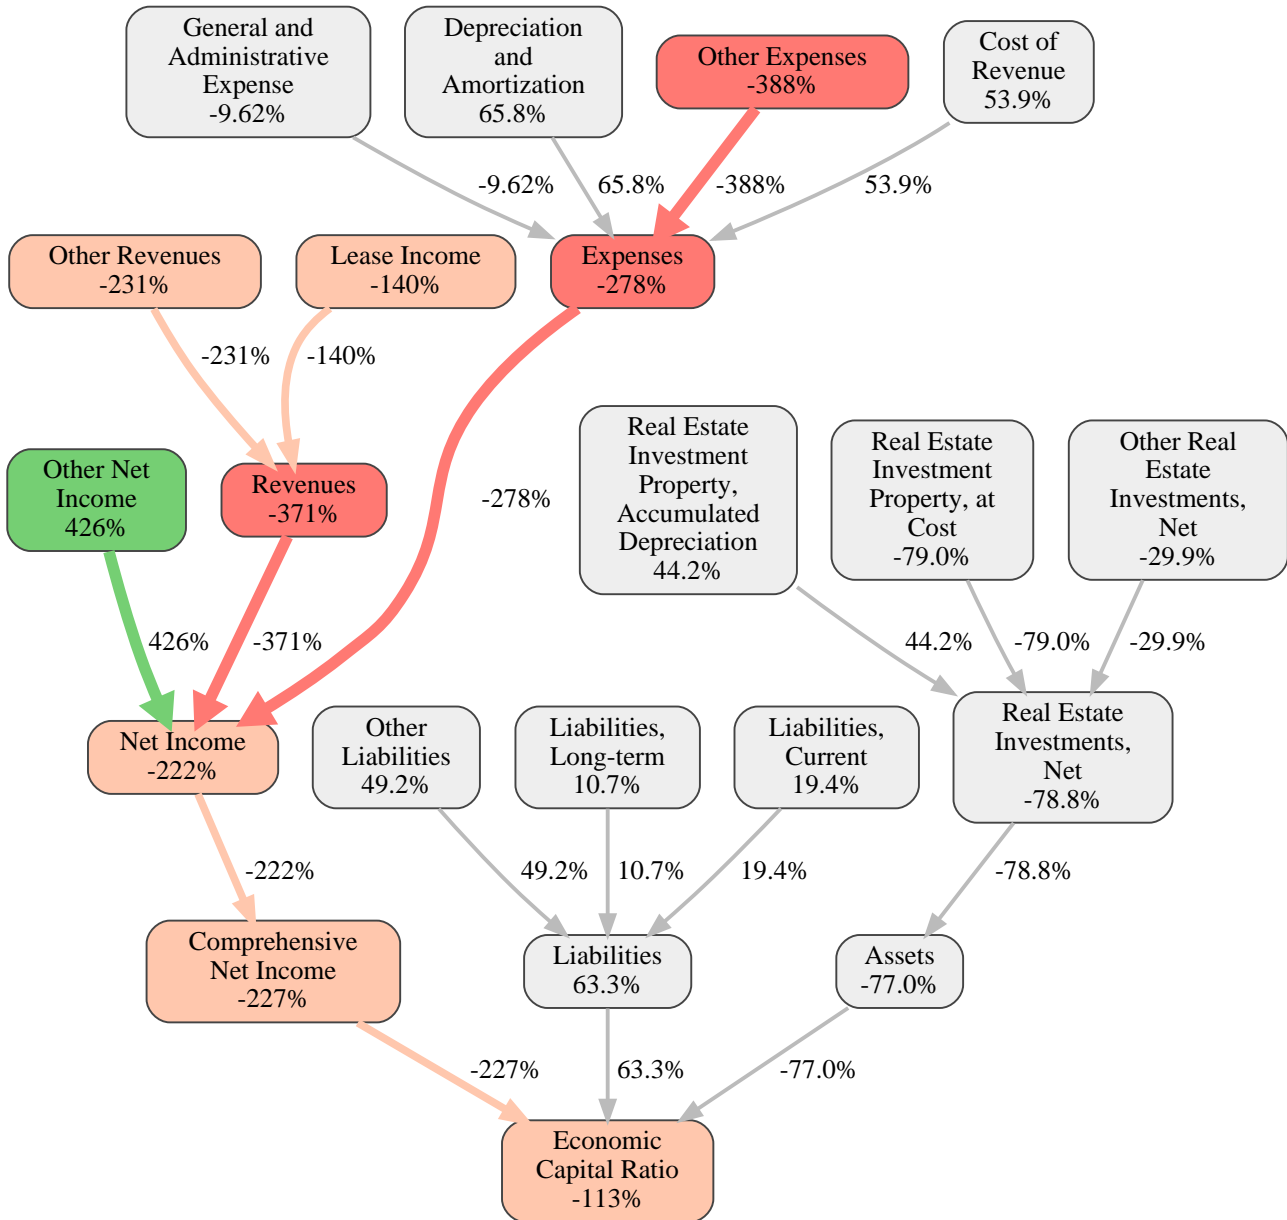 General and
Administrative
Expense
-9.62%
Depreciation
and
Amortization
65.8%
Other Expenses
-388%
Cost of
Revenue
53.9%
-9.62%
65.8%
-388%
53.9%
Other Revenues
-231%
Lease Income
-140%
Expenses
-278%
-231%
-140%
Real Estate
Investment
Property,
Accumulated
Depreciation
44.2%
Real Estate
Investment
Property, at
Cost
-79.0%
Other Real
Estate
Investments,
Net
-29.9%
Other Net
Income
426%
Revenues
-371%
-278%
426%
-371%
44.2%
-79.0%
-29.9%
Net Income
-222%
Other
Liabilities
49.2%
Liabilities,
Long-term
10.7%
Liabilities,
Current
19.4%
Real Estate
Investments,
Net
-78.8%
-222%
49.2%
10.7%
19.4%
-78.8%
Comprehensive
Net Income
-227%
Liabilities
63.3%
Assets
-77.0%
-227%
63.3%
-77.0%
Economic
Capital Ratio
-113%